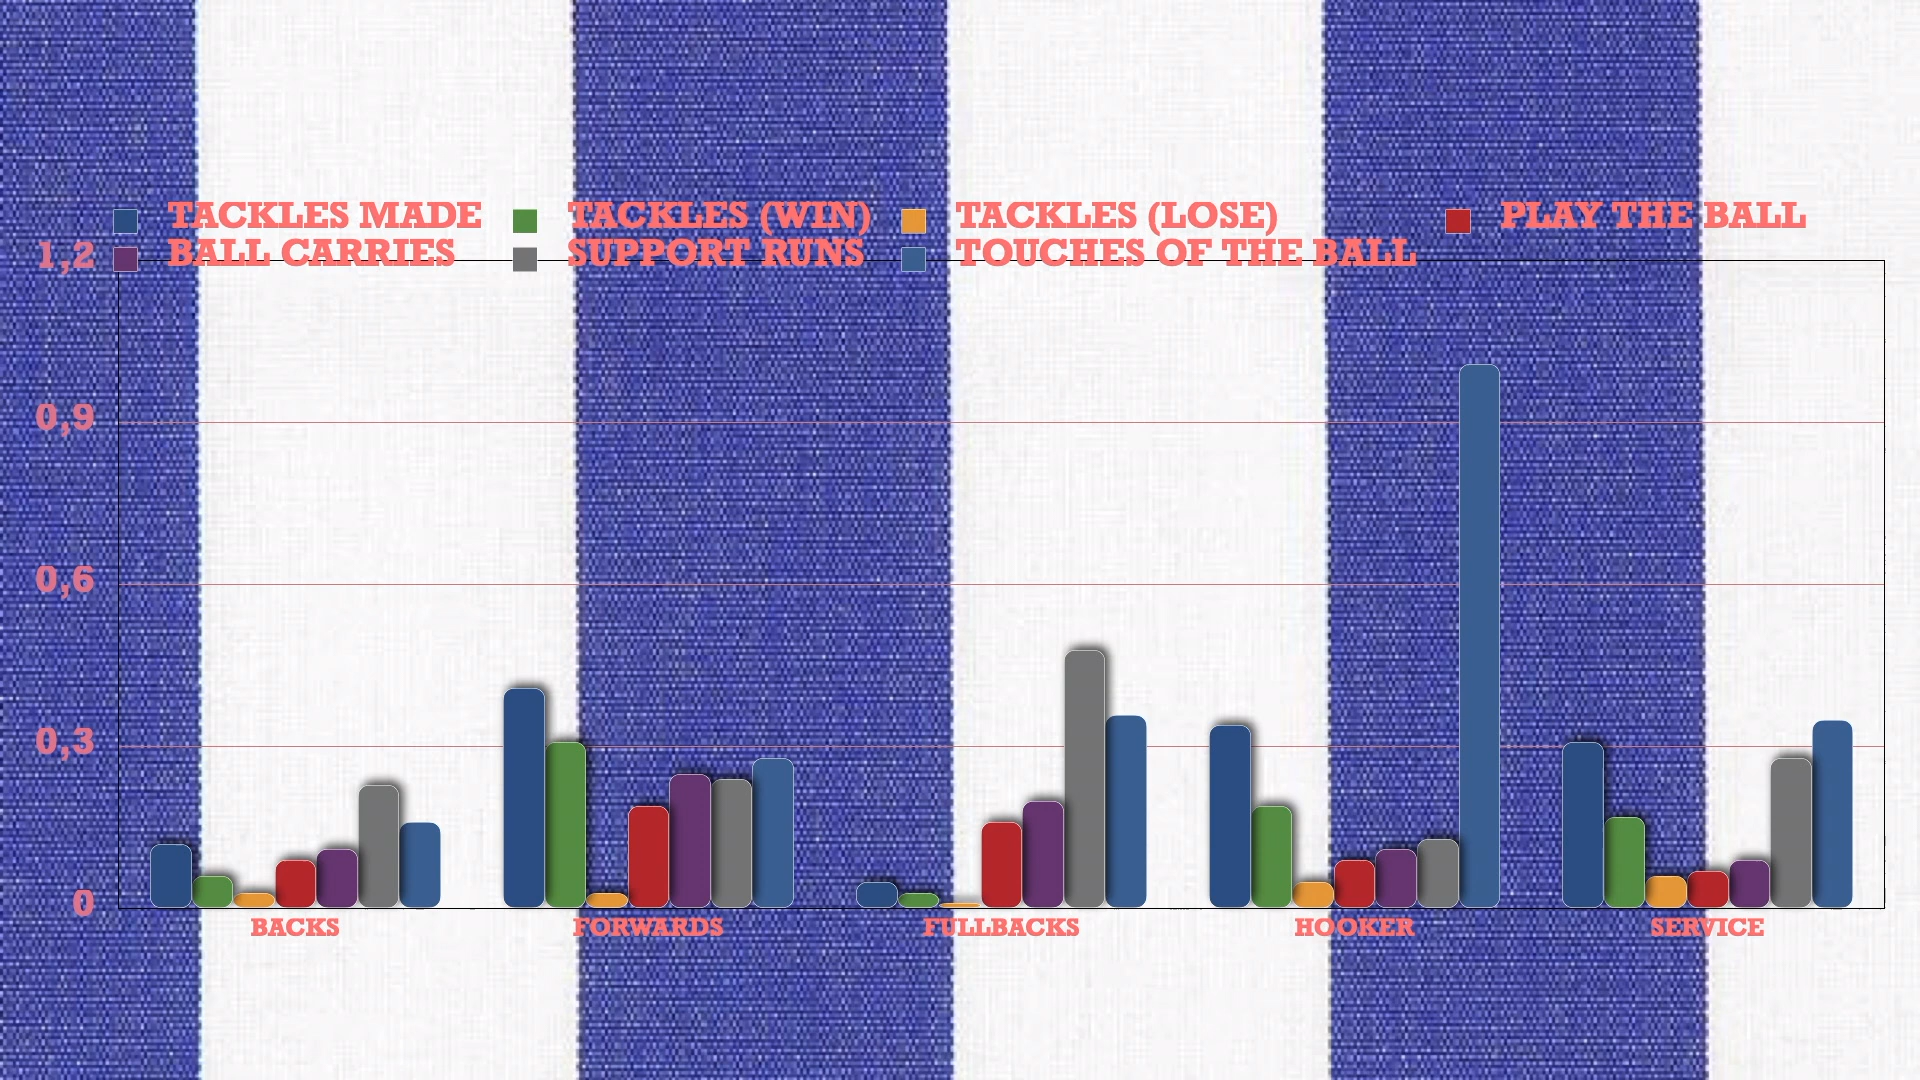 TACKLES MADE TACKLES (WIN) TACKLES (LOSE) PLAY THE BALL
BALL CARRIES SUPPORT RUNS TOUCHES OF THE BALL
1,2
0,9
0,6
0,3
0
BACKS FORWARDS FULLBACKS HOOKER SERVICE